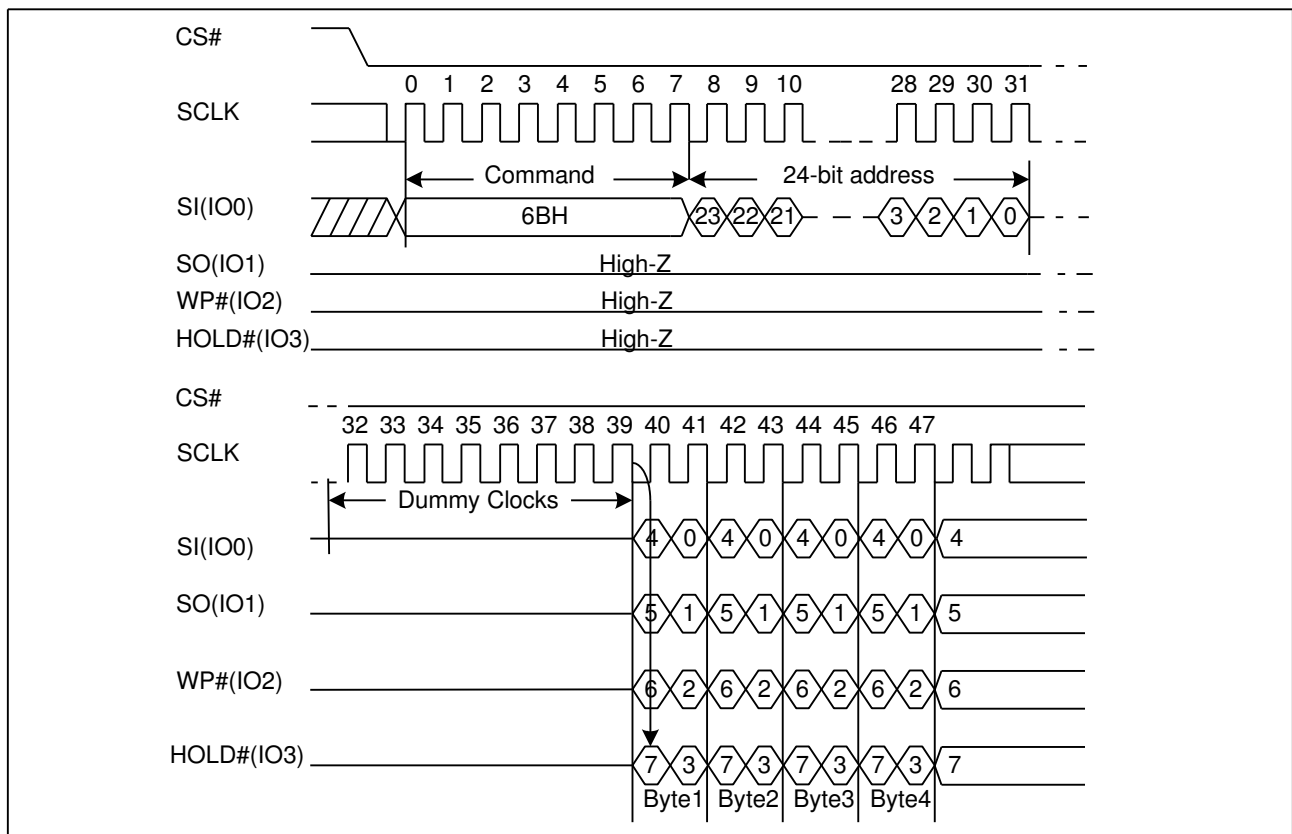 CS#
0 1 2 3 4 5 6 7 8 9 10 28 29 30 31
SCLK
Command 24-bit address
SI(IO0) 6BH 23 22 21 3 2 1 0
SO(IO1) High-Z
WP#(IO2) High-Z
HOLD#(IO3) High-Z
CS#
32 33 34 35 36 37 38 39 40 41 42 43 44 45 46 47
SCLK
Dummy Clocks
SI(IO0) 4 0 4 0 4 0 4 0 4
SO(IO1) 5 1 5 1 5 1 5 1 5
WP#(IO2) 6 2 6 2 6 2 6 2 6
HOLD#(IO3) 7 3 7 3 7 3 7 3 7
Byte1 Byte2 Byte3 Byte4